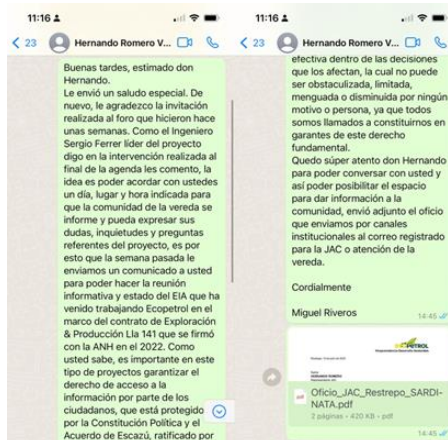 11:16
23
Hernando Romero V...
Buenas tardes, estimado don
Hernando.
Le envió un saludo especial. De
nuevo, le agradezco la invitación
realizada al foro que hicieron hace
unas semanas. Como el Ingeniero
Sergio Ferrer líder del proyecto
digo en la intervención realizada al
final de la agenda les comento, la
idea es poder acordar con ustedes
un día, lugar y hora indicada para
que la comunidad de la vereda se
informe y pueda expresar sus
dudas, inquietudes y preguntas
referentes del proyecto, es por
esto que la semana pasada le
enviamos un comunicado a usted
para poder hacer la reunión
informativa y estado del EIA que ha
venido trabajando Ecopetrol en el
marco del contrato de Exploración
& Producción Lla 141 que se firmó
con la ANH en el 2022. Como
usted sabe, es importante en este
tipo de proyectos garantizar el
derecho de acceso a la
información por parte de los
ciudadanos, que está protegido
por la Constitución Política y el
Acuerdo de Escazú, ratificado por
11:16
23
Hernando Romero V...
efectiva dentro de las decisiones
que los afectan, la cual no puede
ser obstaculizada, limitada,
menguada o disminuida por ningún
motivo o persona, ya que todos
somos llamados a constituirnos en
garantes de este derecho
fundamental.
Quedo súper atento don Hernando
para poder conversar con usted y
así poder posibilitar el espacio
para dar información a la
comunidad, envió adjunto el oficio
que enviamos por canales
institucionales al correo registrado
para la JAC o atención de la
vereda.
Cordialmente
Miguel Riveros
14:45
Oficio_JAC_Restrepo_SARDI-
NATA.pdf
2 páginas • 420 KB • pdf
14:45